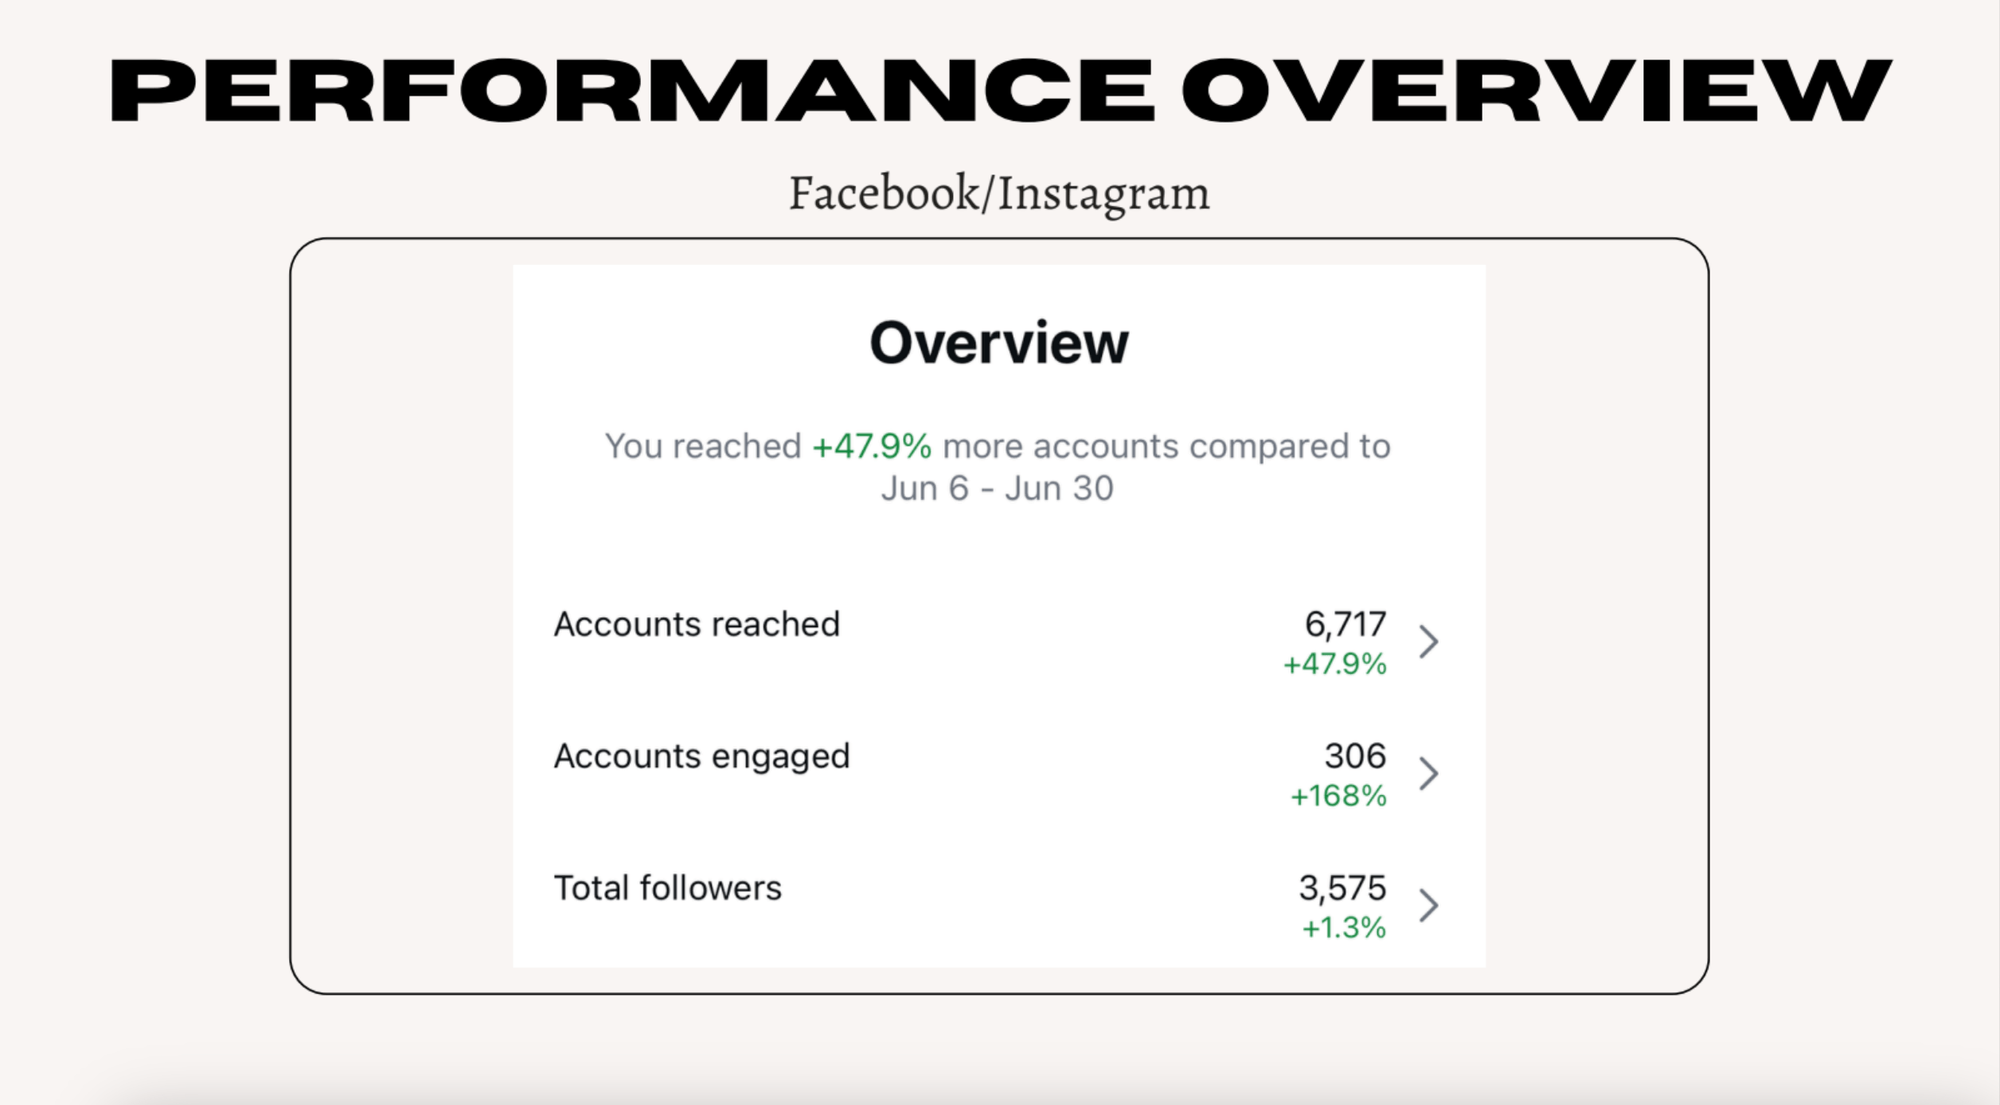 PERFORMANCE OVERVIEW
Facebook/Instagram
Overview
You reached +47.9% more accounts compared to
Jun 6 - Jun 30
Accounts reached
6,717
+47.9%
Accounts engaged
306
+168%
Total followers
3,575
+1.3%